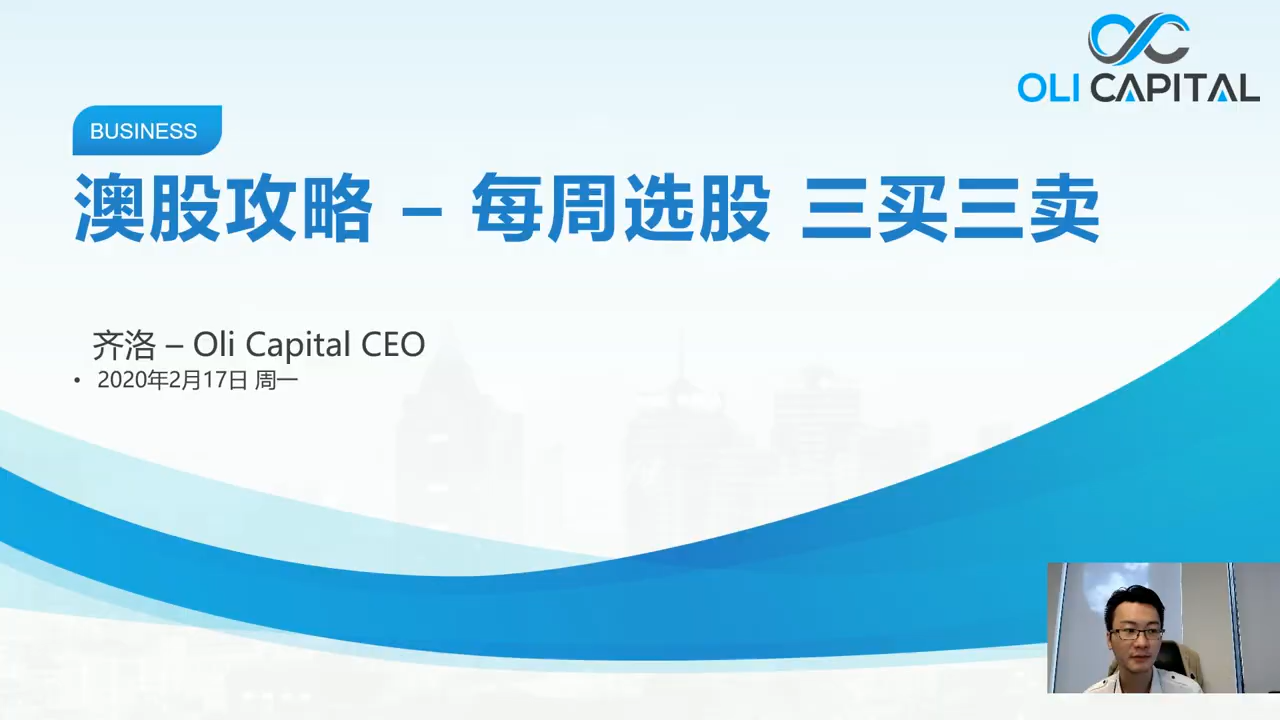 OLI CAPITAL
BUSINESS
澳股攻略 – 每周选股 三买三卖
齐洛 – Oli Capital CEO
• 2020年2月17日 周一